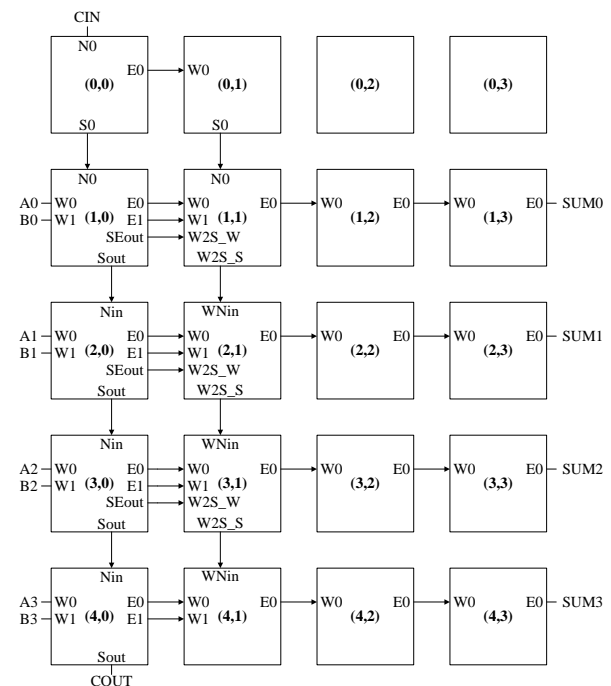 CIN
N0
E0 W0
(0,0) (0,1) (0,2) (0,3)
S0 S0
N0 N0
A0 W0 E0 W0 E0 W0 E0 W0 E0 SUM0
B0 W1 (1,0) E1 W1 (1,1) (1,2) (1,3)
SEout W2S_W
Sout W2S_S
Nin WNin
A1 W0 E0 W0 E0 W0 E0 W0 E0 SUM1
B1 W1 (2,0) E1 W1 (2,1) (2,2) (2,3)
SEout W2S_W
Sout W2S_S
Nin WNin
A2 W0 E0 W0 E0 W0 E0 W0 E0 SUM2
B2 W1 (3,0) E1 W1 (3,1) (3,2) (3,3)
SEout W2S_W
Sout W2S_S
Nin WNin
A3 W0 E0 W0 E0 W0 E0 W0 E0 SUM3
B3 W1 (4,0) E1 W1 (4,1) (4,2) (4,3)
Sout
COUT